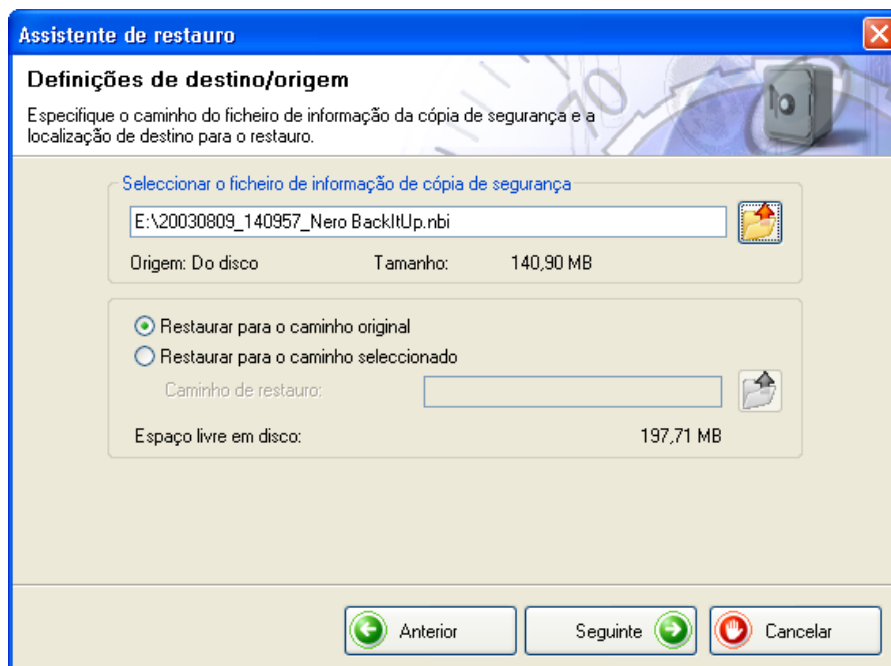 Assistente de restauro
Definições de destino/origem
Especifique o caminho do ficheiro de informação da cópia de segurança e a
localização de destino para o restauro.
70
Seleccionar o ficheiro de informação de cópia de segurança
E:\20030809_140957_Nero BackItUp.nbi
Origem: Do disco Tamanho: 140,90 MB
Restaurar para o caminho original
Restaurar para o caminho seleccionado
Caminho de restauro:
Espaço livre em disco: 197,71 MB
Anterior Seguinte Cancelar